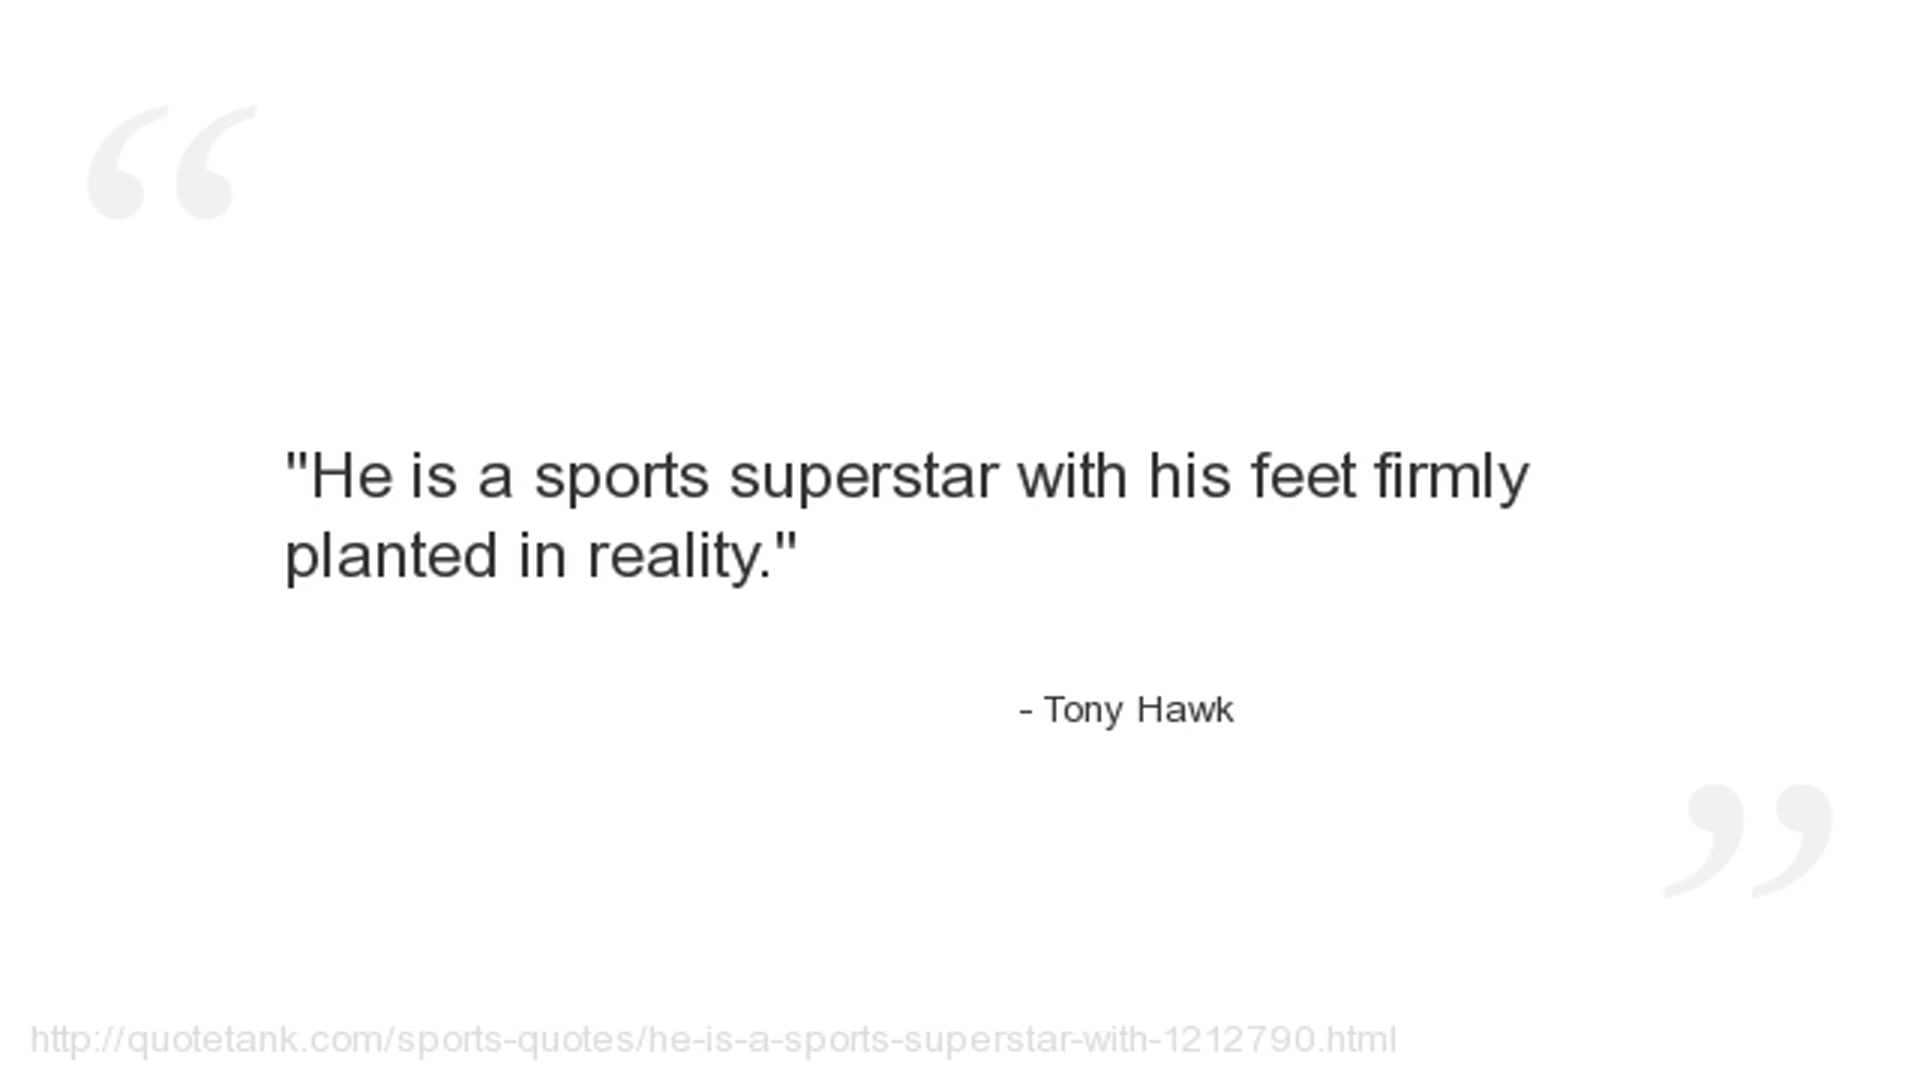 "He is a sports superstar with his feet firmly
planted in reality."
- Tony Hawk
http://quotetank.com/sports-quotes/he-is-a-sports-superstar-with-1212790.html